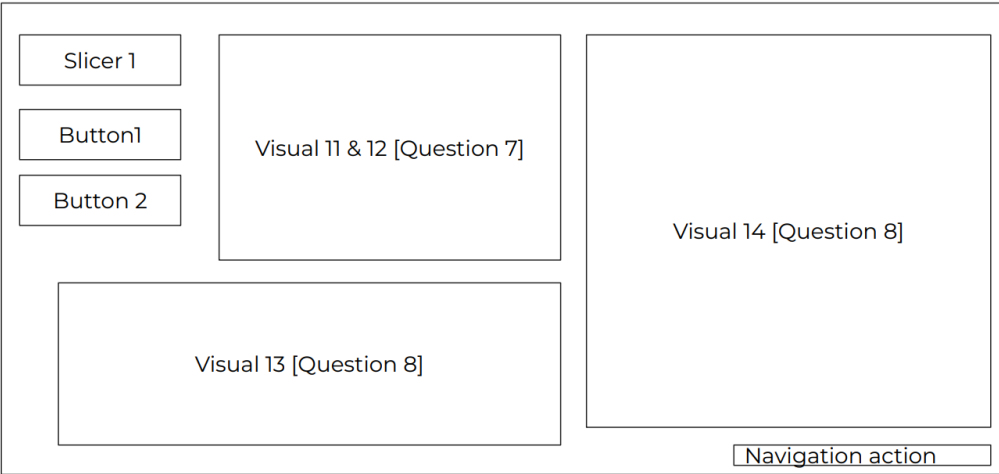 Slicer 1
Button1
Button 2
Visual 11 & 12 [Question 7]
Visual 14 [Question 8]
Visual 13 [Question 8]
Navigation action